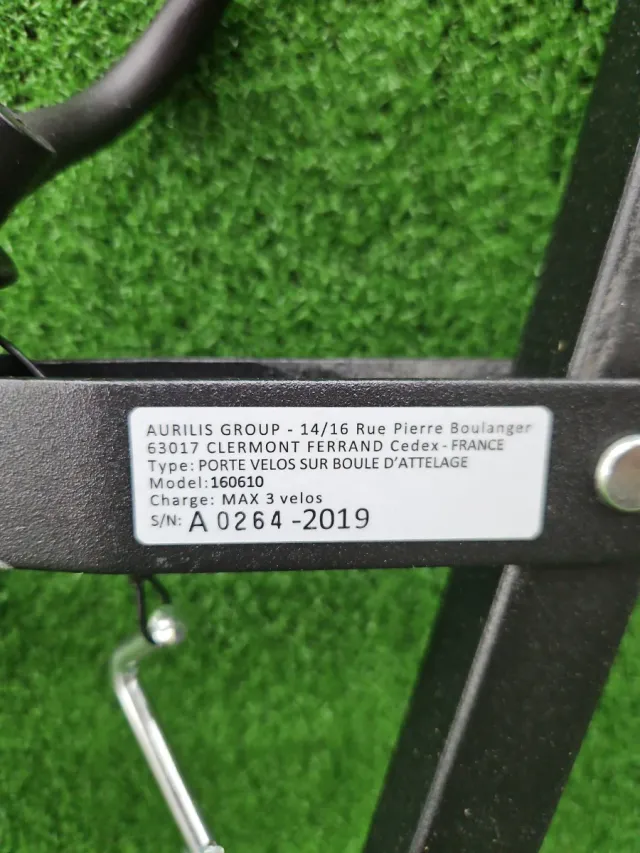 AURILIS GROUP - 14/16 Rue Pierre Boulanger
63017 CLERMONT FERRAND Cedex - FRANCE
Type: PORTE VELOS SUR BOULE D'ATTELAGE
Model:160610
Charge: MAX 3 velos
S/N: A 0264-2019